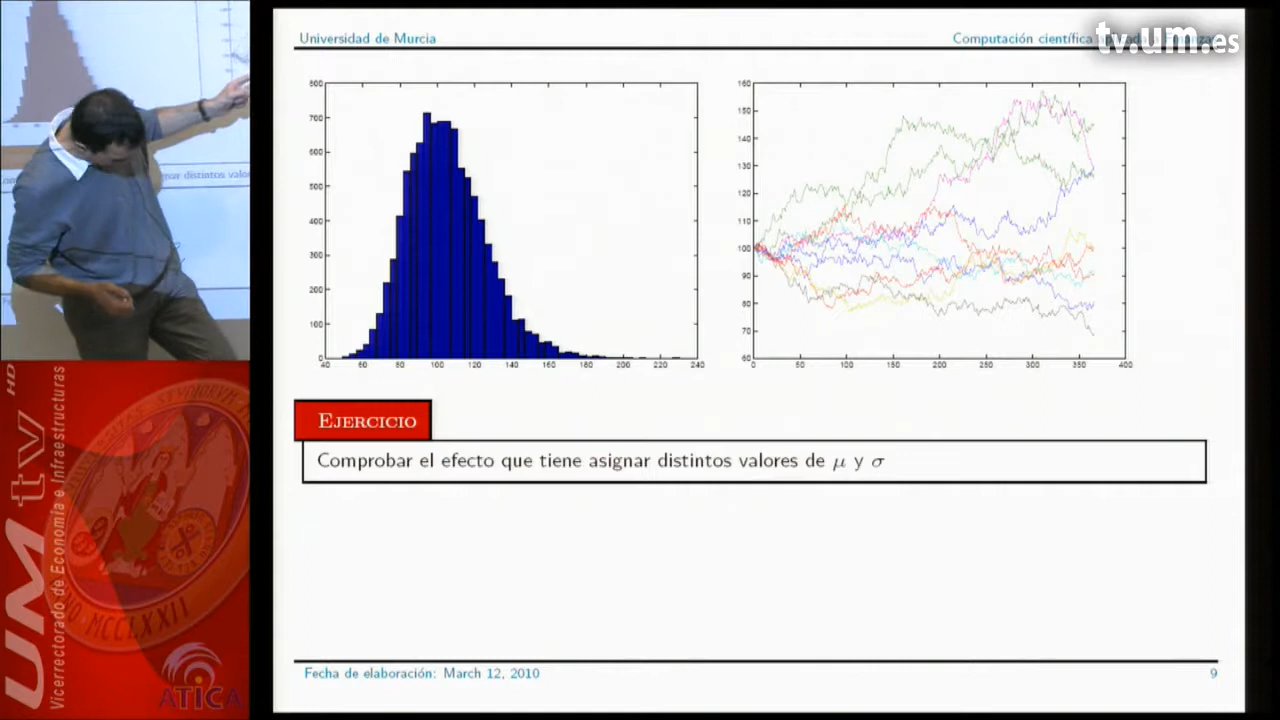 Universidad de Murcia
Computación científica
tv.um.es
800
700
600
500
400
300
200
100
0
40 60 80 100 120 140 160 180 200 220 240
160
150
140
130
120
110
100
90
80
70
60
0 50 100 150 200 250 300 350 400
EJERCICIO
Comprobar el efecto que tiene asignar distintos valores de μ y σ
Fecha de elaboración: March 12, 2010
9
distintos
UMtv HD
Vicerrectorado de Economía e Infraestructuras
MCCLXXII
ATICA